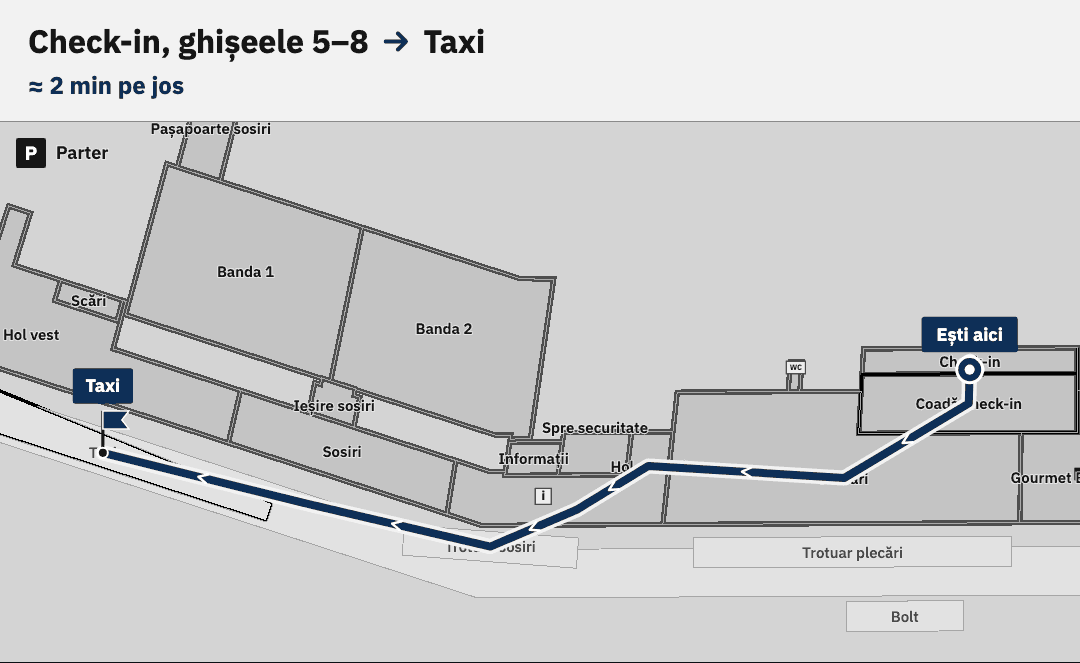 Check-in, ghișeele 5–8 → Taxi
≈ 2 min pe jos
Pașapoarte sosiri
P Parter
Banda 1
Scări
Banda 2
Hol vest
Ești aici
WC
Taxi
Ieșire sosiri
Spre securitate
Sosiri
Informații
i
Trotuar plecări
Bolt